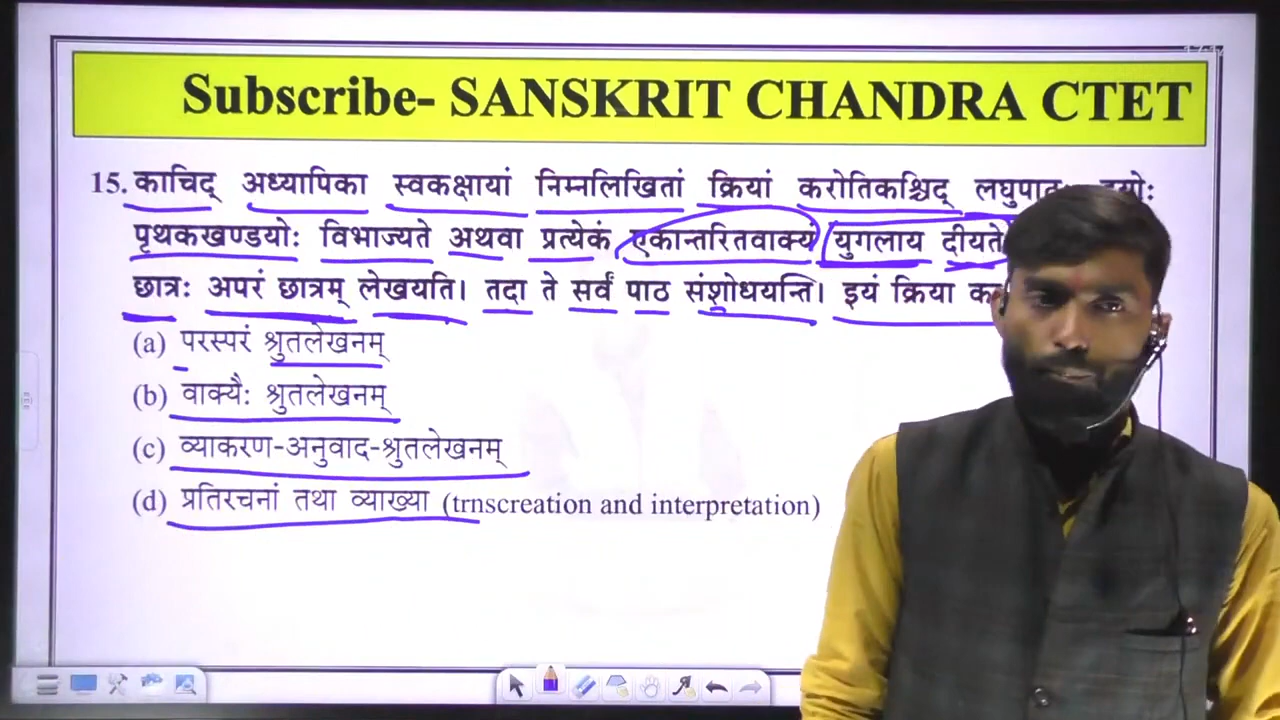 Subscribe- SANSKRIT CHANDRA CTET
15. काचिद् अध्यापिका स्वकक्षायां निम्नलिखितां क्रियां करोतिकश्चिद्
पृथकखण्डयोः विभाज्यते अथवा प्रत्येकं एकान्तरितवाक्यं युगलाय दीयते
छात्रः अपरं छात्रम् लेखयति। तदा ते सर्वं पाठ संशोधयन्ति। इयं क्रिया
(a) परस्परं श्रुतलेखनम्
(b) वाक्यैः श्रुतलेखनम्
(c) व्याकरण-अनुवाद-श्रुतलेखनम्
(d) प्रतिरचनां तथा व्याख्या (trnscreation and interpretation)